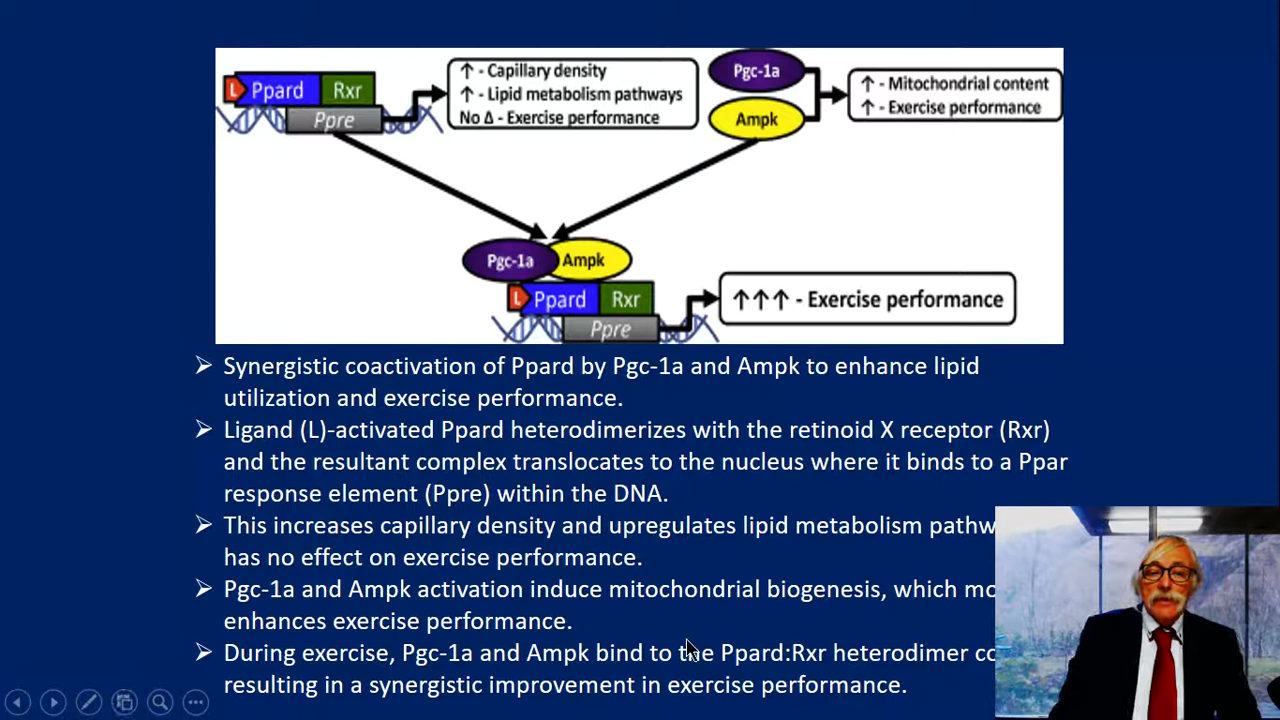 L Ppard Rxr
Ppre
↑ - Capillary density
↑ - Lipid metabolism pathways
No Δ - Exercise performance
Pgc-1a
Ampk
↑ - Mitochondrial content
↑ - Exercise performance
Pgc-1a Ampk
L Ppard Rxr
Ppre
↑↑↑ - Exercise performance
➢ Synergistic coactivation of Ppard by Pgc-1a and Ampk to enhance lipid
utilization and exercise performance.
➢ Ligand (L)-activated Ppard heterodimerizes with the retinoid X receptor (Rxr)
and the resultant complex translocates to the nucleus where it binds to a Ppar
response element (Ppre) within the DNA.
➢ This increases capillary density and upregulates lipid metabolism
has no effect on exercise performance.
➢ Pgc-1a and Ampk activation induce mitochondrial biogenesis, which
enhances exercise performance.
➢ During exercise, Pgc-1a and Ampk bind to the Ppard:Rxr heterodimer
resulting in a synergistic improvement in exercise performance.